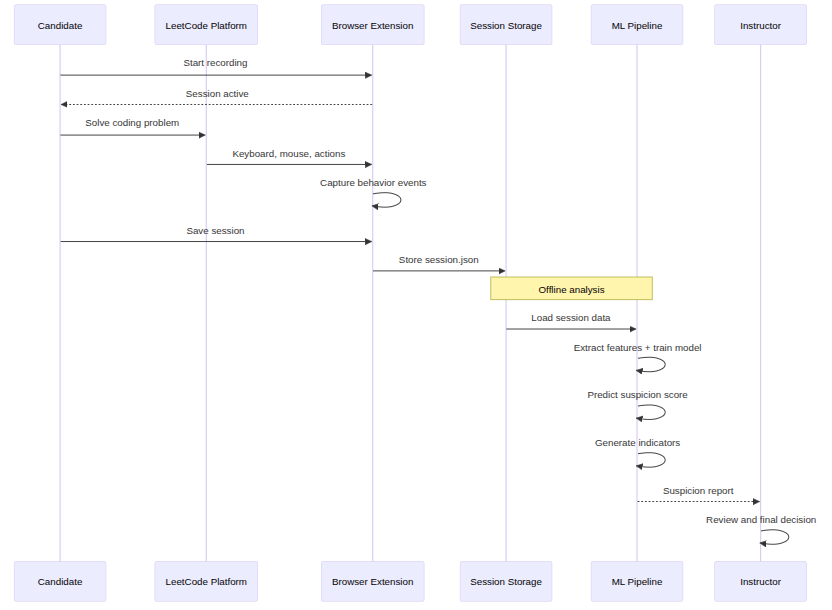 Candidate
LeetCode Platform
Browser Extension
Session Storage
ML Pipeline
Instructor
Start recording
Session active
Solve coding problem
Keyboard, mouse, actions
Capture behavior events
Save session
Store session.json
Offline analysis
Load session data
Extract features + train model
Predict suspicion score
Generate indicators
Suspicion report
Review and final decision
Candidate
LeetCode Platform
Browser Extension
Session Storage
ML Pipeline
Instructor